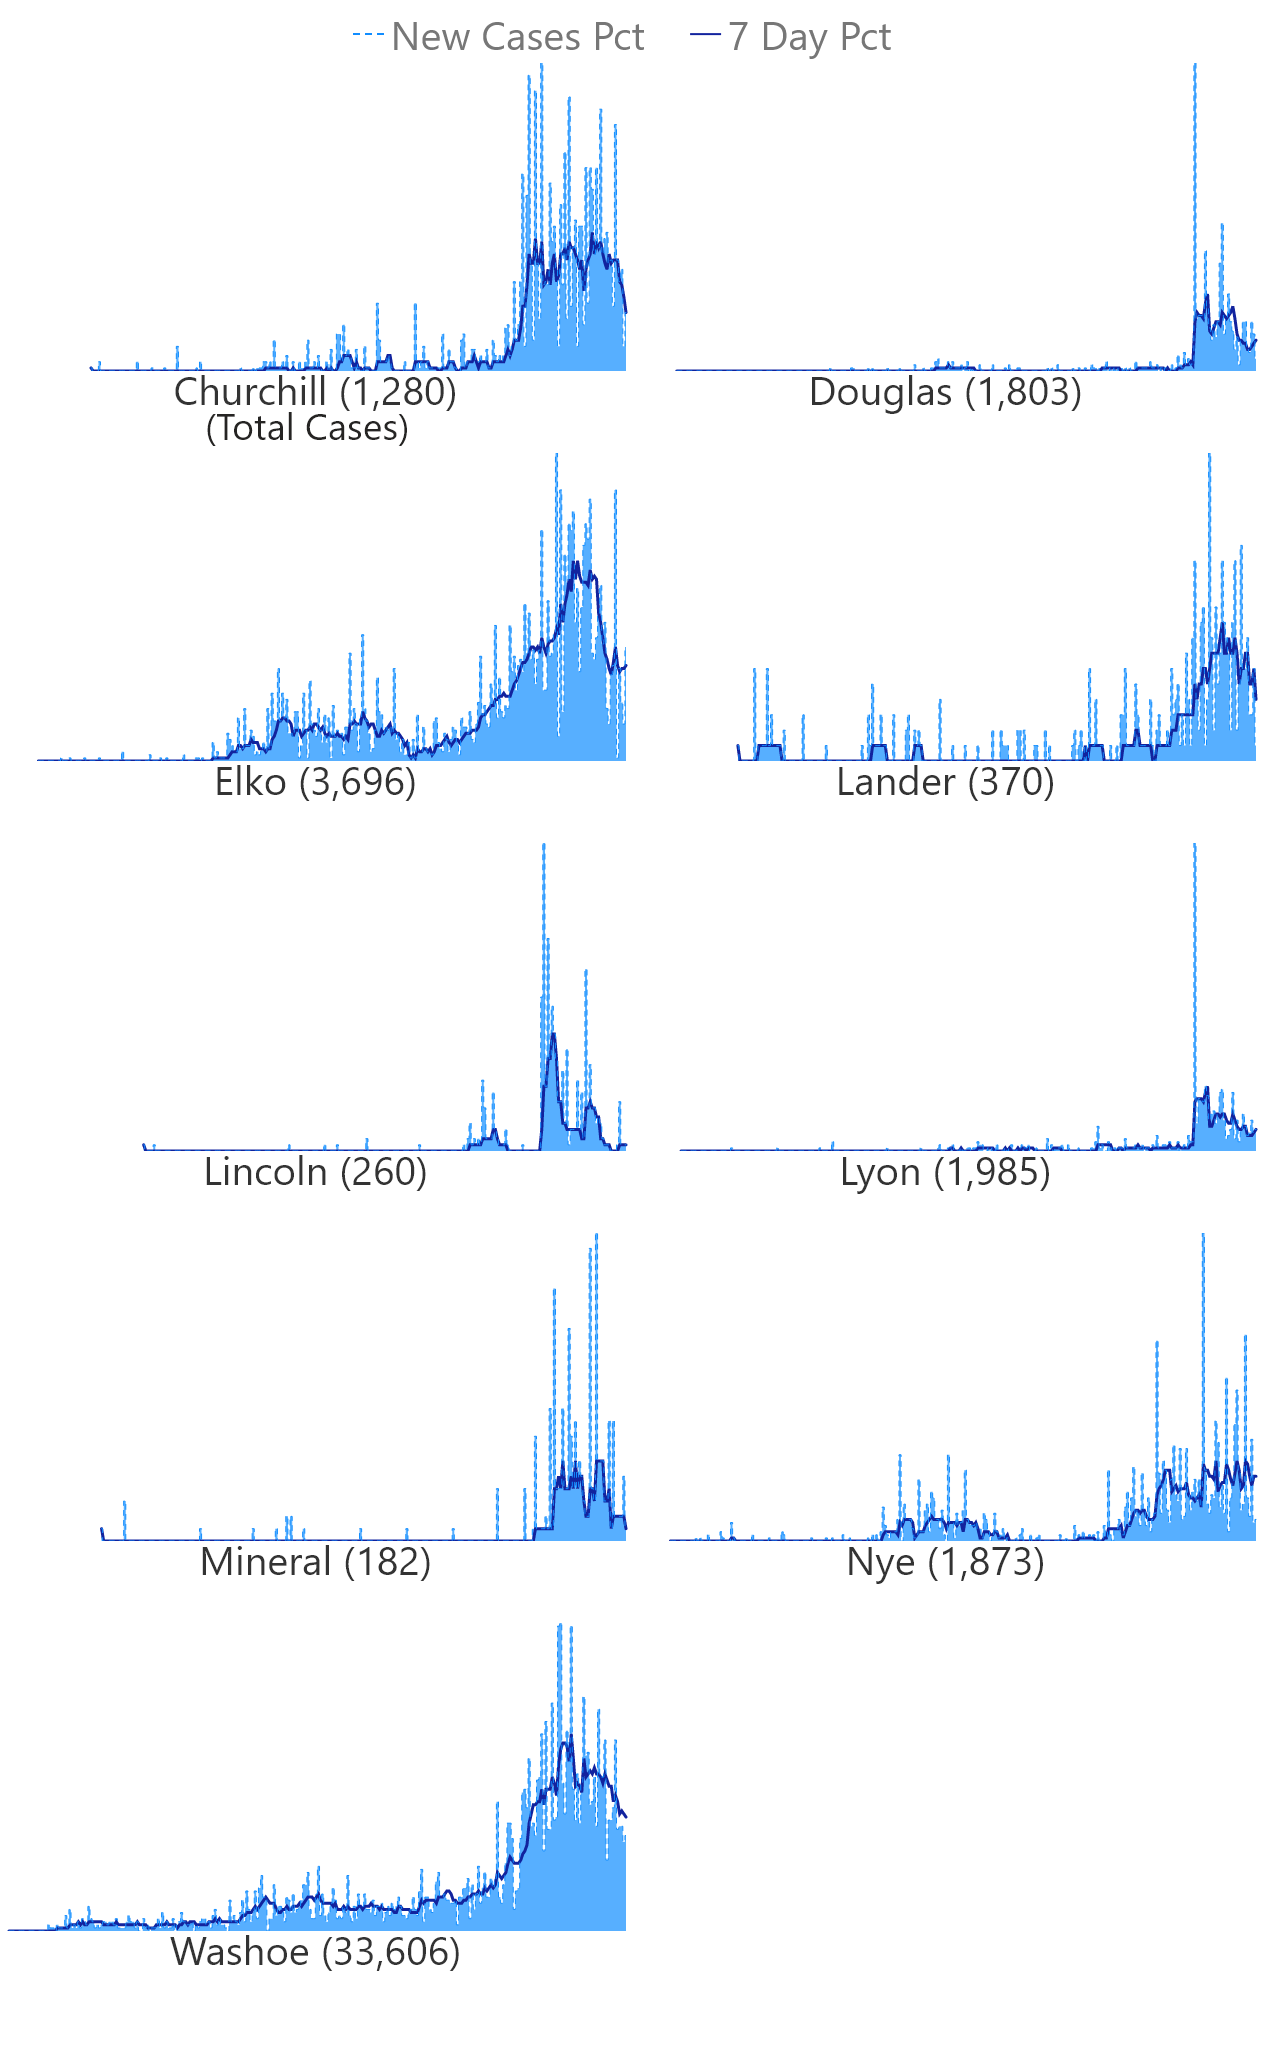 New Cases Pct 7 Day Pct
Churchill (1,280) Douglas (1,803)
(Total Cases)
Elko (3,696) Lander (370)
Lincoln (260) Lyon (1,985)
Mineral (182) Nye (1,873)
Washoe (33,606)